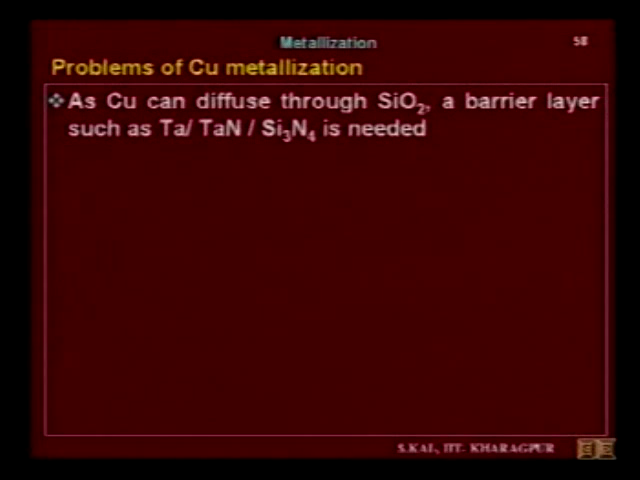 Metallization
58
Problems of Cu metallization
❖As Cu can diffuse through SiO₂, a barrier layer
such as Ta/ TaN / Si₃N₄ is needed
S.KAL, IIT- KHARAGPUR